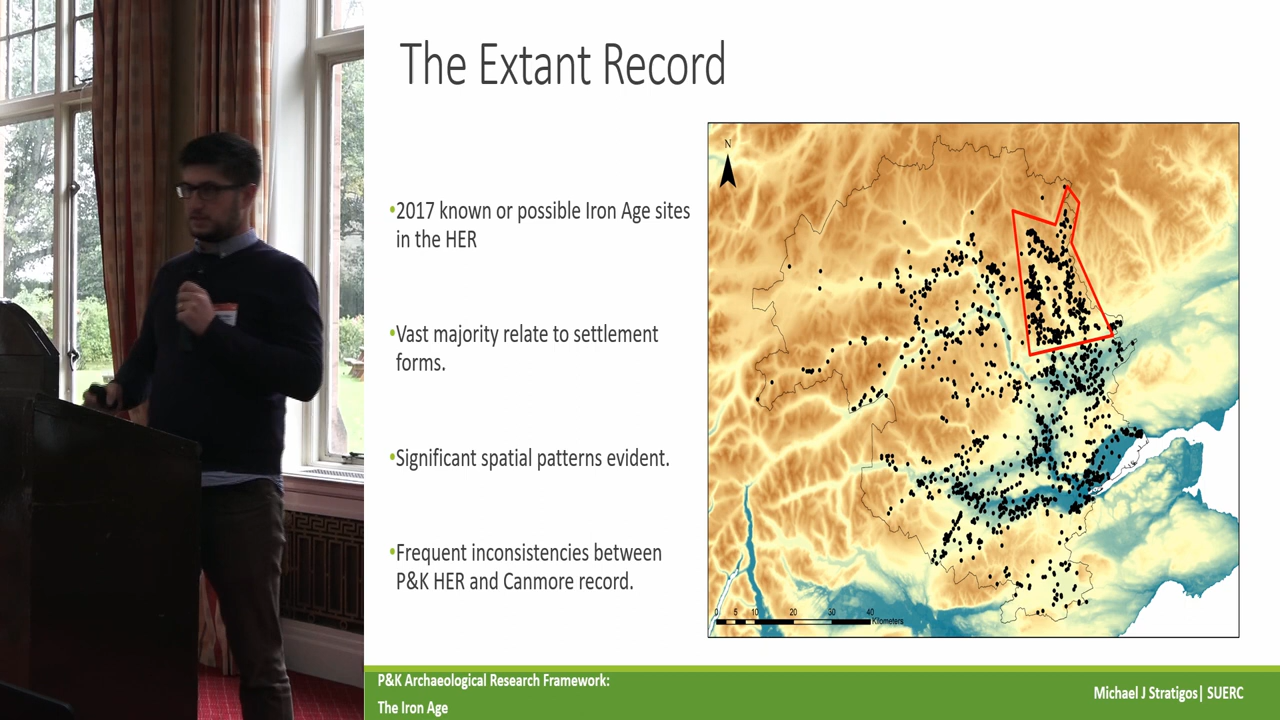 The Extant Record
•2017 known or possible Iron Age sites
in the HER
•Vast majority relate to settlement
forms.
•Significant spatial patterns evident.
•Frequent inconsistencies between
P&K HER and Canmore record.
N
0 5 10 20 30 40
Kilometers
P&K Archaeological Research Framework:
The Iron Age
Michael J Stratigos| SUERC